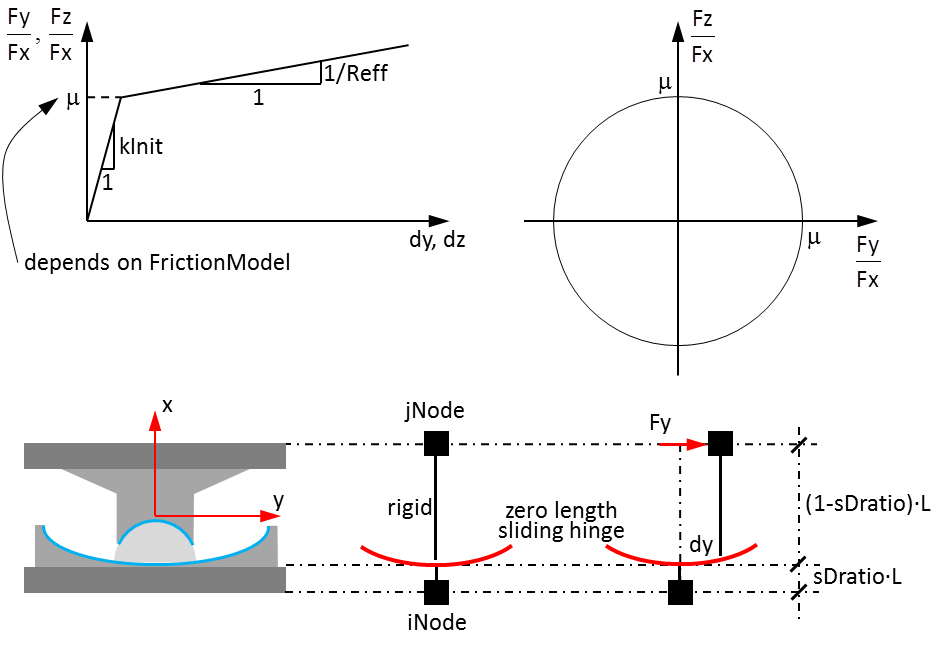 Fy/Fx, Fz/Fx
μ
1/Reff
1
kInit
1
dy, dz
depends on FrictionModel
Fz/Fx
μ
μ
Fy/Fx
x
y
jNode
rigid
zero length
sliding hinge
iNode
Fy
dy
(1-sDratio)·L
sDratio·L